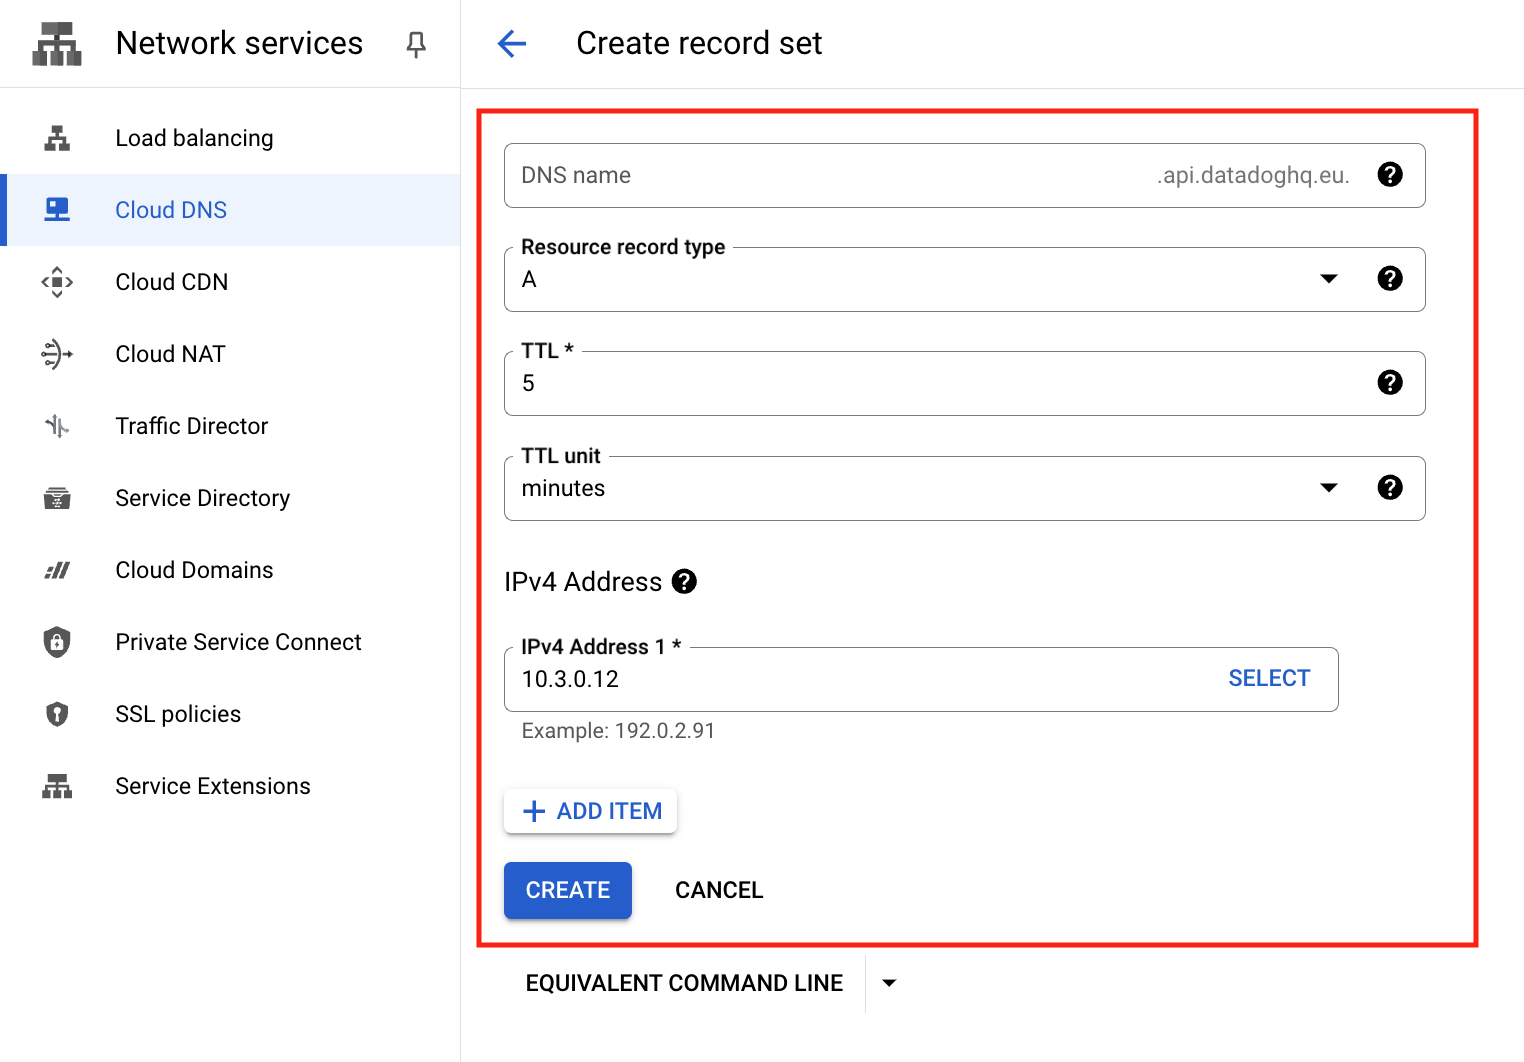 Network services
Create record set
Load balancing
Cloud DNS
Cloud CDN
Cloud NAT
Traffic Director
Service Directory
Cloud Domains
Private Service Connect
SSL policies
Service Extensions
DNS name .api.datadoghq.eu.
Resource record type
A
TTL *
5
TTL unit
minutes
IPv4 Address
IPv4 Address 1 *
10.3.0.12 SELECT
Example: 192.0.2.91
+ ADD ITEM
CREATE CANCEL
EQUIVALENT COMMAND LINE